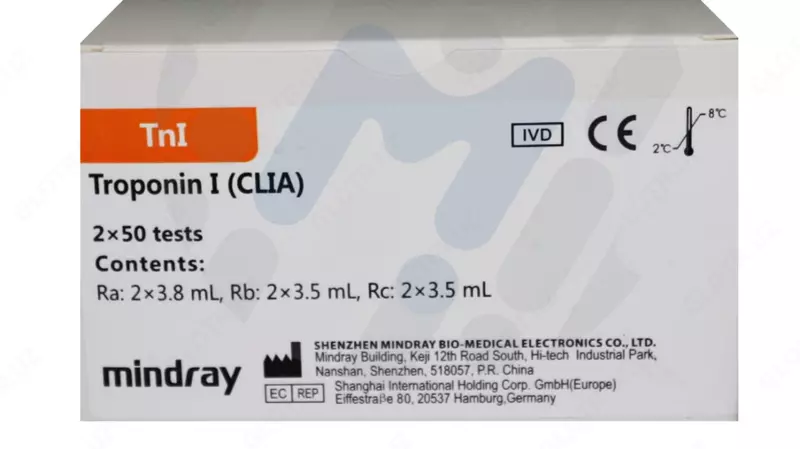 TnI
IVD
CE
8℃
2℃
Troponin I (CLIA)
2×50 tests
Contents:
Ra: 2×3.8 mL, Rb: 2×3.5 mL, Rc: 2×3.5 mL
mindray
SHENZHEN MINDRAY BIO-MEDICAL ELECTRONICS CO., LTD.
Mindray Building, Keji 12th Road South, Hi-tech Industrial Park,
Nanshan, Shenzhen, 518057, P.R. China
EC REP
Shanghai International Holding Corp. GmbH(Europe)
Eiffestraße 80, 20537 Hamburg,Germany